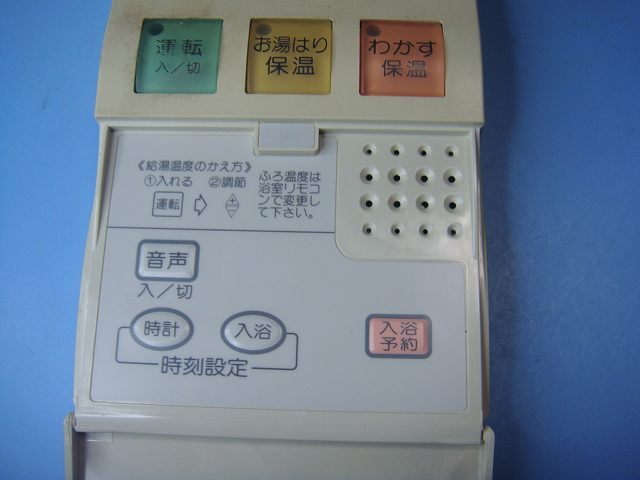 運転
入／切
お湯はり
保温
わかす
保温
《給湯温度のかえ方》
①入れる ②調節
運転
ふろ温度は
浴室リモコ
ンで変更し
て下さい。
音声
入／切
時計
入浴
時刻設定
入浴
予約